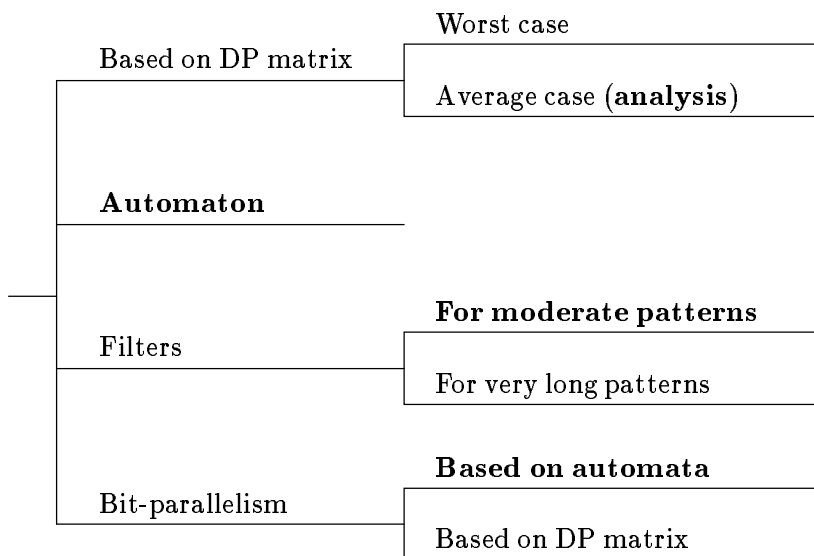 Worst case
Based on DP matrix
Average case (analysis)
Automaton
For moderate patterns
Filters
For very long patterns
Based on automata
Bit-parallelism
Based on DP matrix